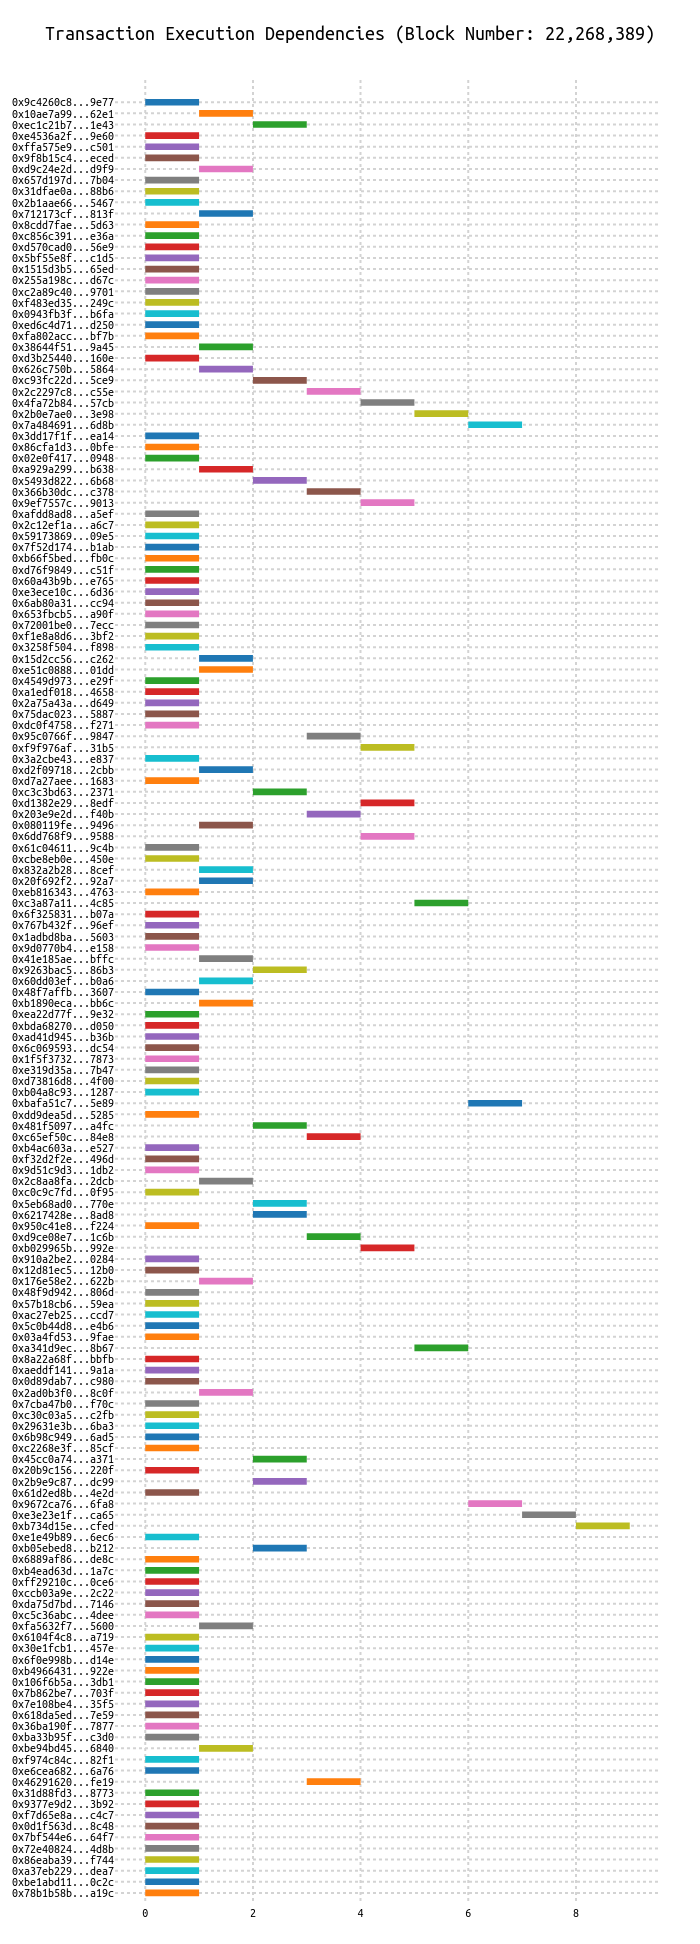 Transaction Execution Dependencies (Block Number: 22,268,389)
0x9c4260c8...9e77
0x10ae7a99...62e1
0xec1c21b7...1e43
0xe4536a2f...9e60
0xffa575e9...c501
0x9f8b15c4...eced
0xd9c24e2d...d9f9
0x657d197d...7b04
0x31dfae0a...88b6
0x2b1aae66...5467
0x712173cf...813f
0x8cdd7fae...5d63
0xc856c391...e36a
0xd570cad0...56e9
0x5bf55e8f...c1d5
0x1515d3b5...65ed
0x255a198c...d67c
0xc2a89c40...9701
0xf483ed35...249c
0x0943fb3f...b6fa
0xed6c4d71...d250
0xfa802acc...bf7b
0x38644f51...9a45
0xd3b25440...160e
0x626c750b...5864
0xc93fc22d...5ce9
0x2c2297c8...c55e
0x4fa72b84...57cb
0x2b0e7ae0...3e98
0x7a484691...6d8b
0x3dd17f1f...ea14
0x86cfa1d3...0bfe
0x02e0f417...0948
0xa929a299...b638
0x5493d822...6b68
0x366b30dc...c378
0x9ef7557c...9013
0xafdd8ad8...a5ef
0x2c12ef1a...a6c7
0x59173869...09e5
0x7f52d174...b1ab
0xb66f5bed...fb0c
0xd76f9849...c51f
0x60a43b9b...e765
0xe3ece10c...6d36
0x6ab80a31...cc94
0x653fbcb5...a90f
0x72001be0...7ecc
0xf1e8a8d6...3bf2
0x3258f504...f898
0x15d2cc56...c262
0xe51c0888...01dd
0x4549d973...e29f
0xa1edf018...4658
0x2a75a43a...d649
0x75dac023...5887
0xdc0f4758...f271
0x95c0766f...9847
0xf9f976af...31b5
0x3a2cbe43...e837
0xd2f09718...2cbb
0xd7a27aee...1683
0xc3c3bd63...2371
0xd1382e29...8edf
0x203e9e2d...f40b
0x080119fe...9496
0x6dd768f9...9588
0x61c04611...9c4b
0xcbe8eb0e...450e
0x832a2b28...8cef
0x20f692f2...92a7
0xeb816343...4763
0xc3a87a11...4c85
0x6f325831...b07a
0x767b432f...96ef
0x1adbd8ba...5603
0x9d0770b4...e158
0x41e185ae...bffc
0x9263bac5...86b3
0x60dd03ef...b0a6
0x48f7affb...3607
0xb1890eca...bb6c
0xea22d77f...9e32
0xbda68270...d050
0xad41d945...b36b
0x6c069593...dc54
0x1f5f3732...7873
0xe319d35a...7b47
0xd73816d8...4f00
0xb04a8c93...1287
0xbafa51c7...5e89
0xdd9dea5d...5285
0x481f5097...a4fc
0xc65ef50c...84e8
0xb4ac603a...e527
0xf32d2f2e...496d
0x9d51c9d3...1db2
0x2c8aa8fa...2dcb
0xc0c9c7fd...0f95
0x5eb68ad0...770e
0x6217428e...8ad8
0x950c41e8...f224
0xd9ce08e7...1c6b
0xb029965b...992e
0x910a2be2...0284
0x12d81ec5...12b0
0x176e58e2...622b
0x48f9d942...806d
0x57b18cb6...59ea
0xac27eb25...ccd7
0x5c0b44d8...e4b6
0x03a4fd53...9fae
0xa341d9ec...8b67
0x8a22a68f...bbfb
0xaeddf141...9a1a
0x0d89dab7...c980
0x2ad0b3f0...8c0f
0x7cba47b0...f70c
0xc30c03a5...c2fb
0x29631e3b...6ba3
0x6b98c949...6ad5
0xc2268e3f...85cf
0x45cc0a74...a371
0x20b9c156...220f
0x2b9e9c87...dc99
0x61d2ed8b...4e2d
0x9672ca76...6fa8
0xe3e23e1f...ca65
0xb734d15e...cfed
0xe1e49b89...6ec6
0xb05ebed8...b212
0x6889af86...de8c
0xb4ead63d...1a7c
0xff29210c...0ce6
0xccb03a9e...2c22
0xda75d7bd...7146
0xc5c36abc...4dee
0xfa5632f7...5600
0x6104f4c8...a719
0x30e1fcb1...457e
0x6f0e998b...d14e
0xb4966431...922e
0x106f6b5a...3db1
0x7b862be7...703f
0x7e108be4...35f5
0x618da5ed...7e59
0x36ba190f...7877
0xba33b95f...c3d0
0xbe94bd45...6840
0xf974c84c...82f1
0xe6cea682...6a76
0x46291620...fe19
0x31d88fd3...8773
0x9377e9d2...3b92
0xf7d65e8a...c4c7
0x0d1f563d...8c48
0x7bf544e6...64f7
0x72e40824...4d8b
0x86eaba39...f744
0xa37eb229...dea7
0xbe1abd11...0c2c
0x78b1b58b...a19c
0 2 4 6 8